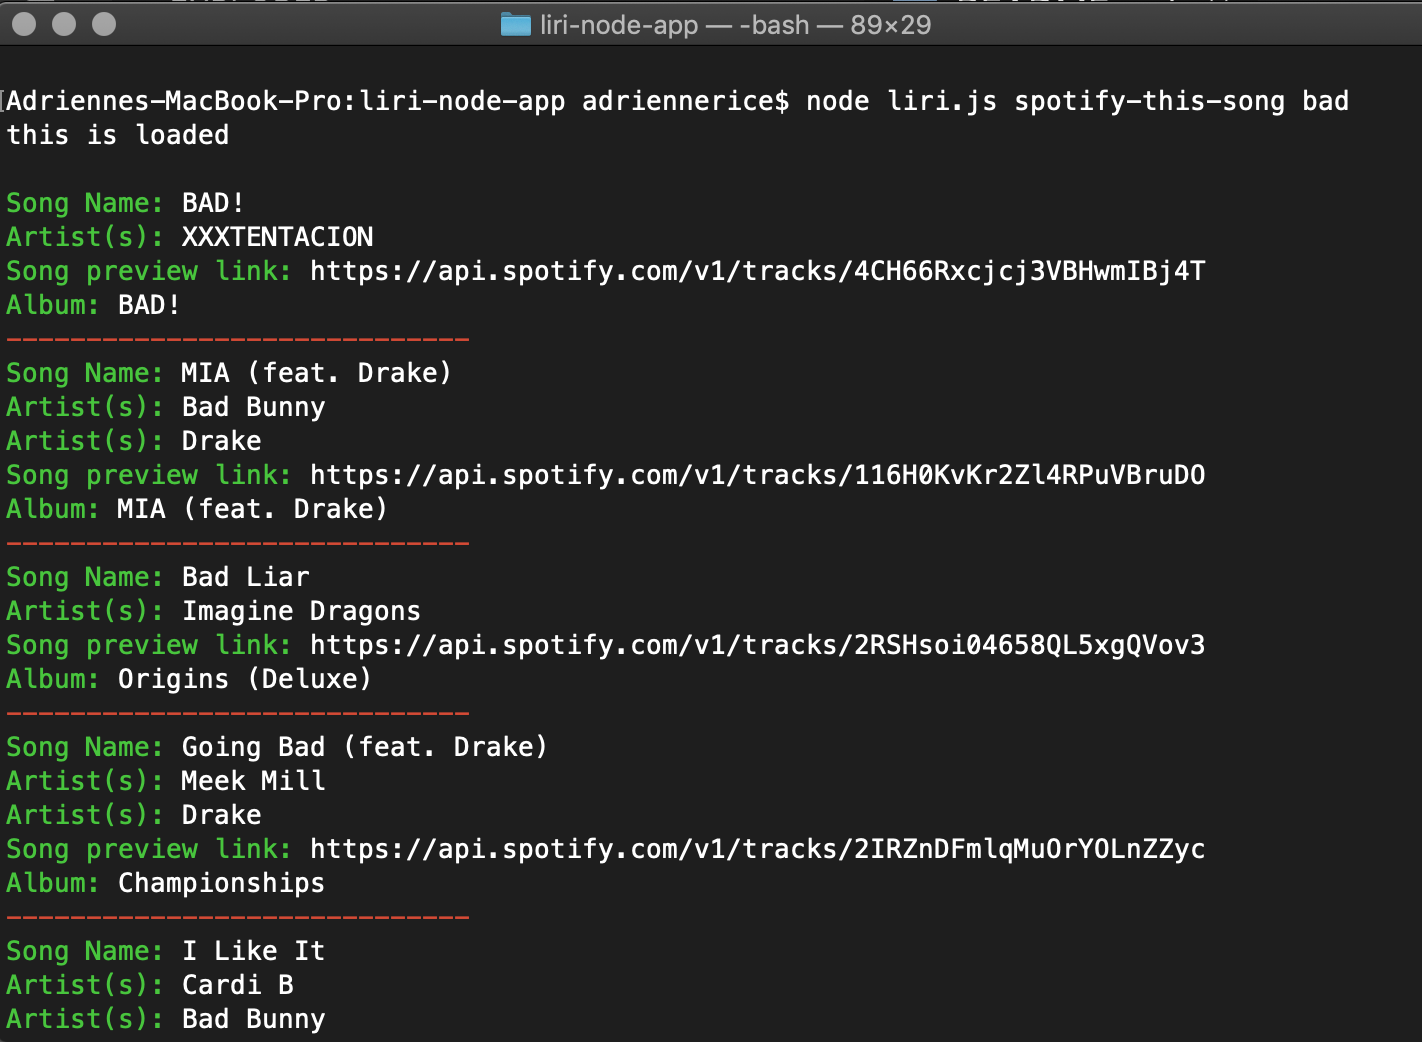 liri-node-app — -bash — 89×29
Adriennes-MacBook-Pro:liri-node-app adriennerice$ node liri.js spotify-this-song bad
this is loaded
Song Name: BAD!
Artist(s): XXXTENTACION
Song preview link: https://api.spotify.com/v1/tracks/4CH66Rxcjcj3VBHwmIBj4T
Album: BAD!
-----------------------------
Song Name: MIA (feat. Drake)
Artist(s): Bad Bunny
Artist(s): Drake
Song preview link: https://api.spotify.com/v1/tracks/116H0KvKr2Zl4RPuVBruDO
Album: MIA (feat. Drake)
-----------------------------
Song Name: Bad Liar
Artist(s): Imagine Dragons
Song preview link: https://api.spotify.com/v1/tracks/2RSHsoi04658QL5xgQVov3
Album: Origins (Deluxe)
-----------------------------
Song Name: Going Bad (feat. Drake)
Artist(s): Meek Mill
Artist(s): Drake
Song preview link: https://api.spotify.com/v1/tracks/2IRZnDFmlqMuOrYOLnZZyc
Album: Championships
-----------------------------
Song Name: I Like It
Artist(s): Cardi B
Artist(s): Bad Bunny